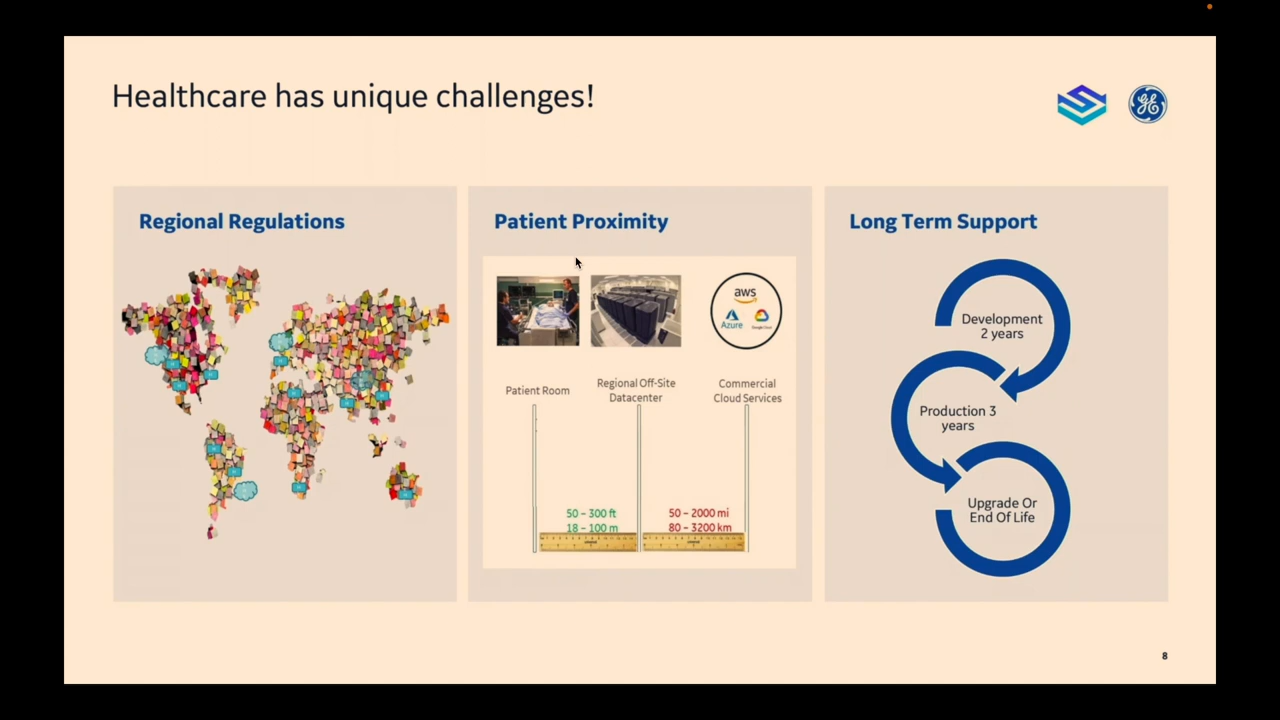 Healthcare has unique challenges!
Regional Regulations
Patient Proximity
aws
Azure
Google Cloud
Patient Room
Regional Off-Site
Datacenter
Commercial
Cloud Services
50 – 300 ft
18 – 100 m
50 – 2000 mi
80 – 3200 km
Long Term Support
Development
2 years
Production 3
years
Upgrade Or
End Of Life
8